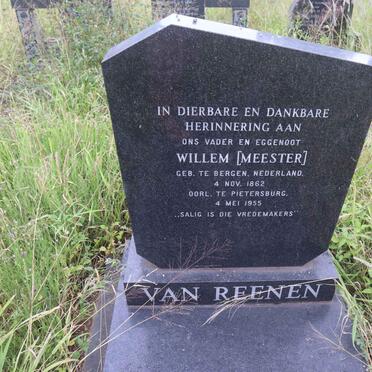 IN DIERBARE EN DANKBARE
HERINNERING AAN
ONS VADER EN EGGENOOT
WILLEM [MEESTER]
GEB. TE BERGEN, NEDERLAND.
4 NOV. 1862
OORL. TE PIETERSBURG.
4 MEI 1955
„SALIG IS DIE VREDEMAKERS"
VAN REENEN